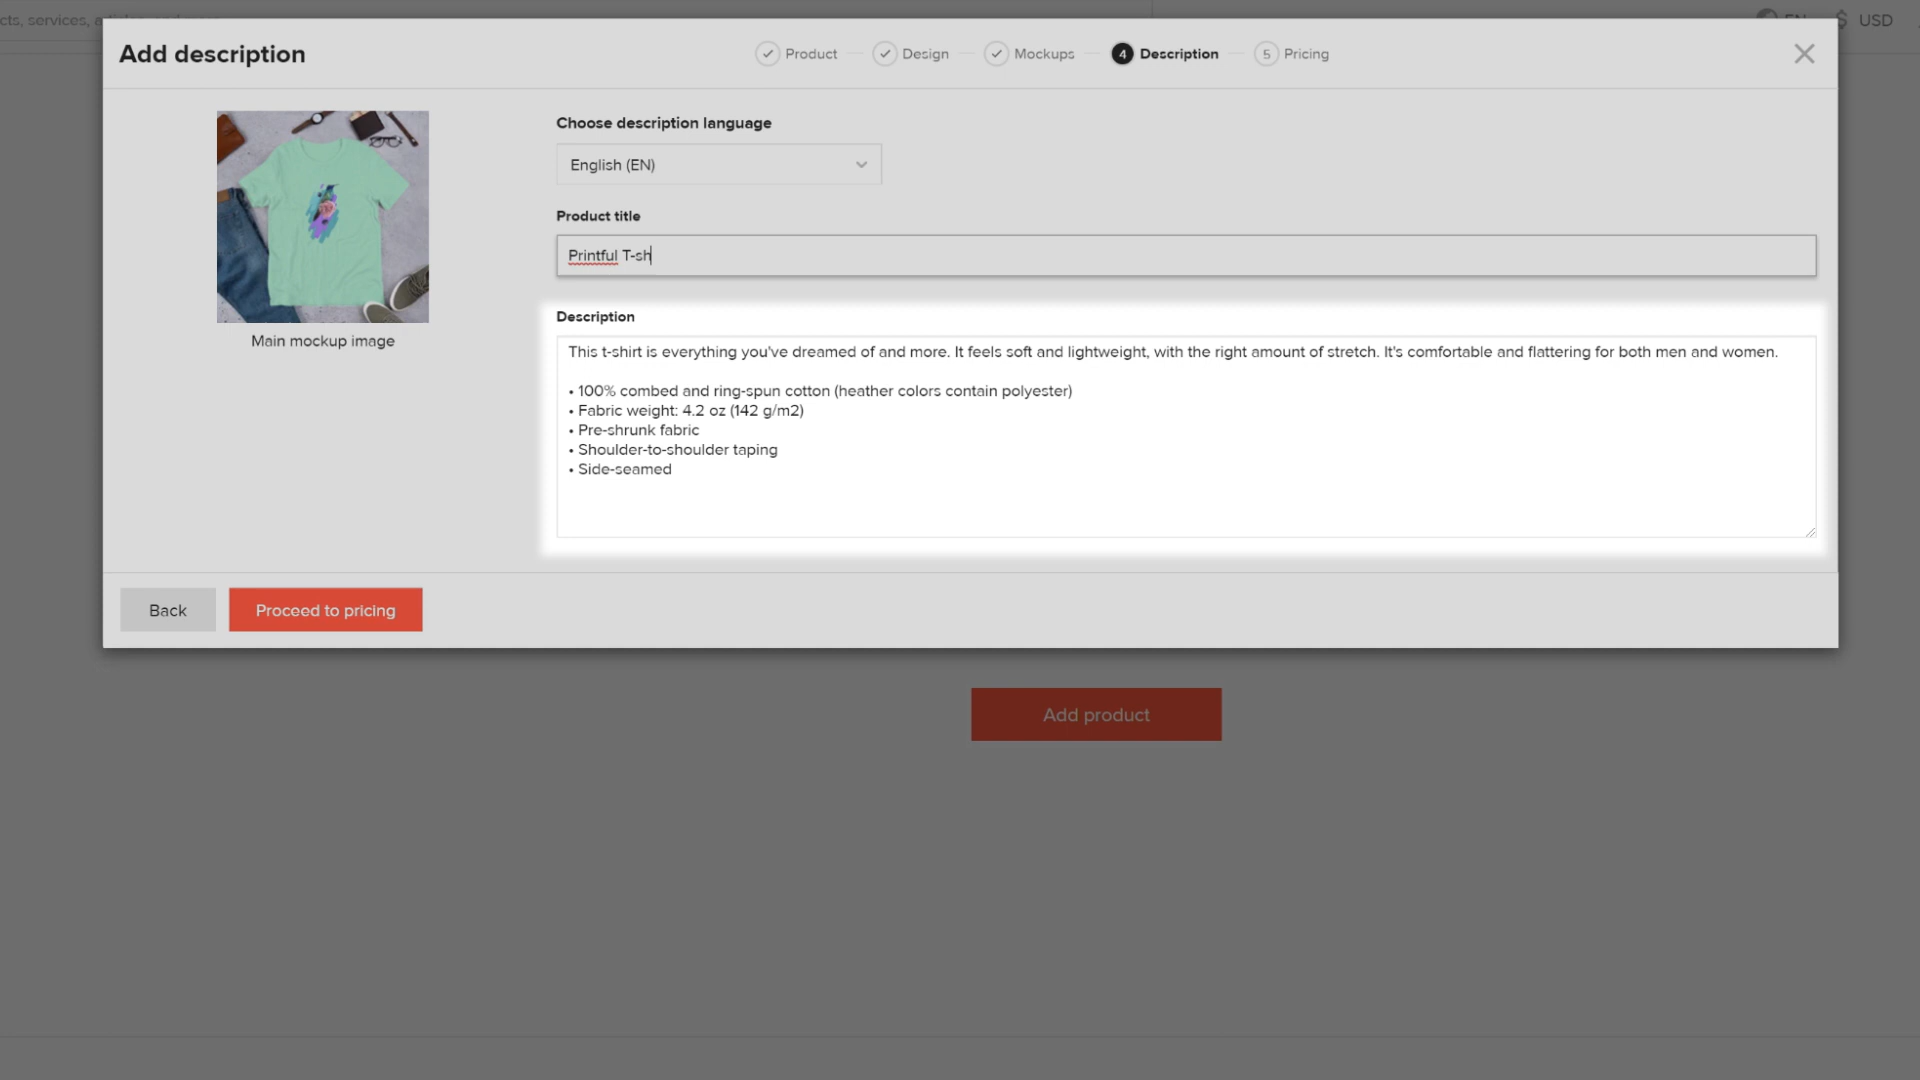 cts, services,
EN $ USD
Add description
Product
Design
Mockups
4 Description
5 Pricing
Choose description language
English (EN)
Product title
Printful T-sh
Main mockup image
Description
This t-shirt is everything you've dreamed of and more. It feels soft and lightweight, with the right amount of stretch. It's comfortable and flattering for both men and women.
• 100% combed and ring-spun cotton (heather colors contain polyester)
• Fabric weight: 4.2 oz (142 g/m2)
• Pre-shrunk fabric
• Shoulder-to-shoulder taping
• Side-seamed
Back
Proceed to pricing
Add product